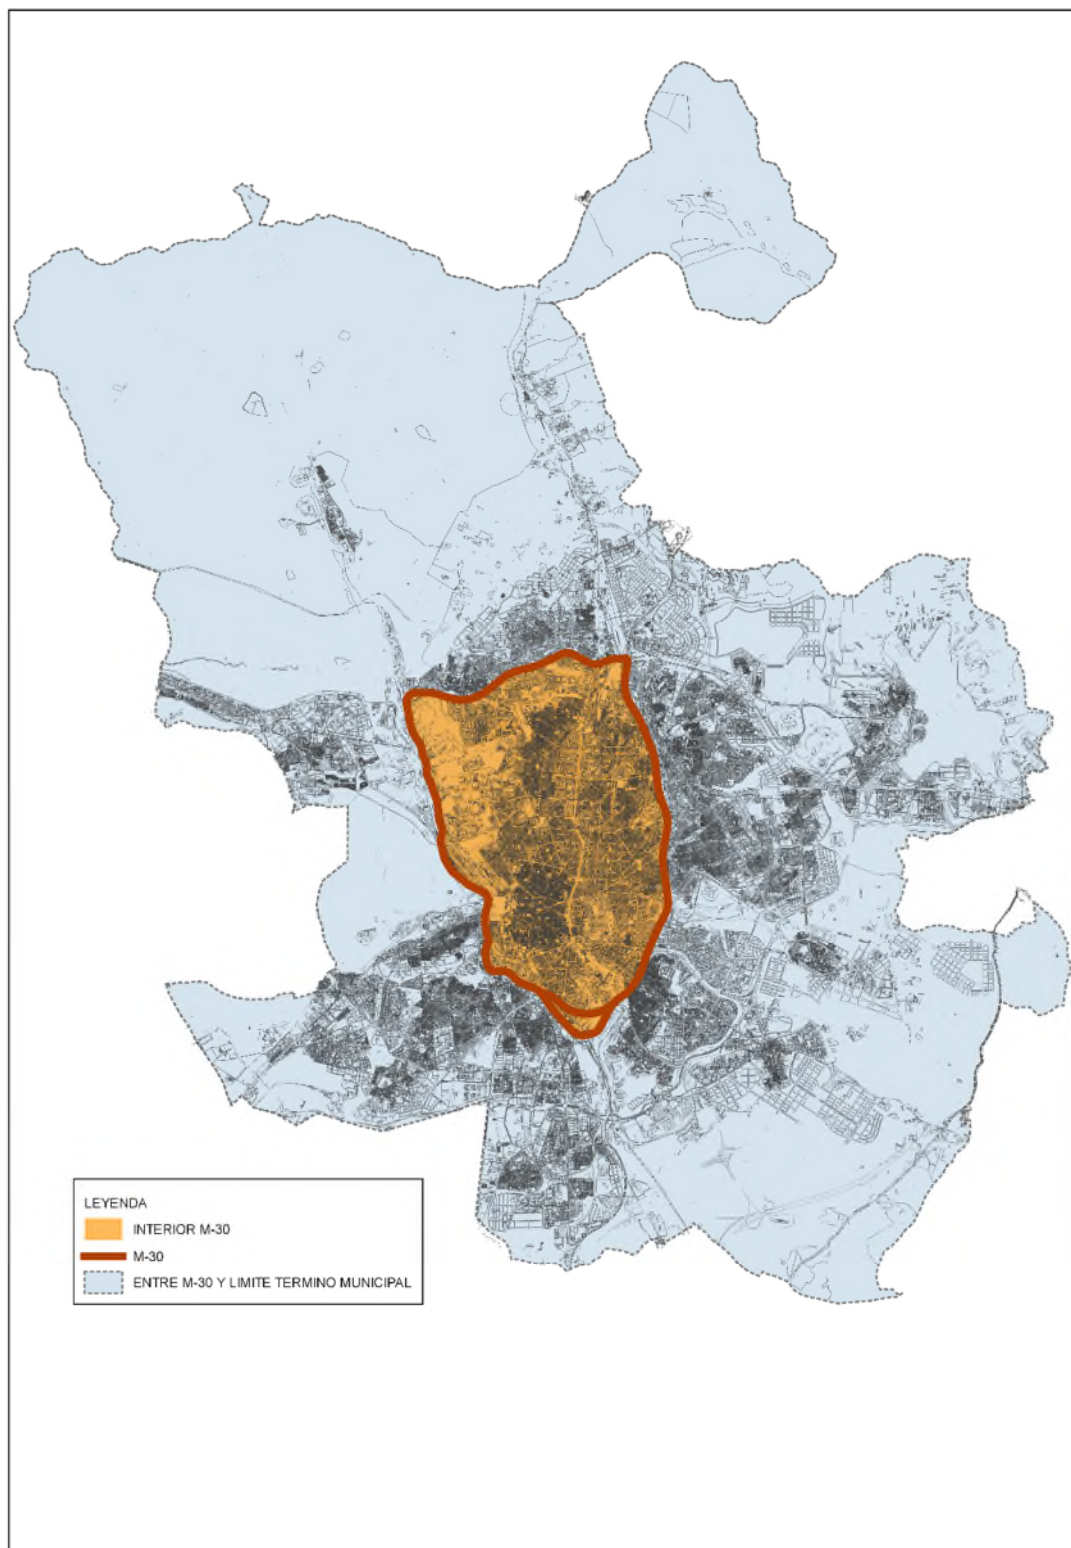 LEYENDA
INTERIOR M-30
M-30
ENTRE M-30 Y LIMITE TERMINO MUNICIPAL